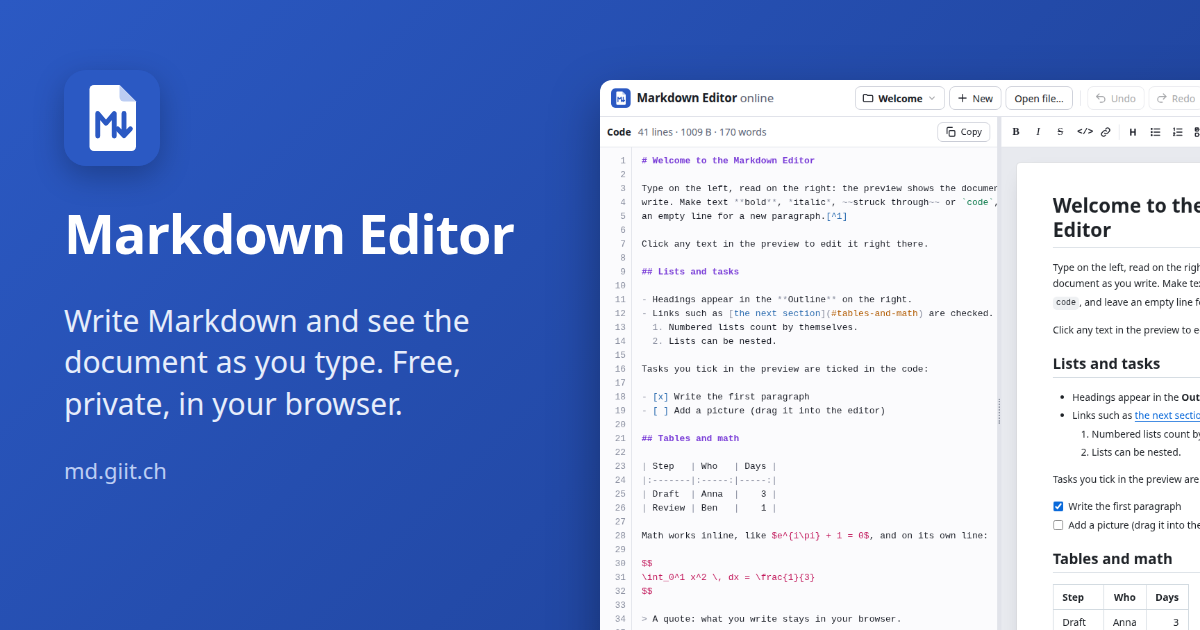 Markdown Editor
Write Markdown and see the
document as you type. Free,
private, in your browser.
md.giit.ch
Markdown Editor online
Welcome
New
Open file...
Undo
Redo
Code 41 lines · 1009 B · 170 words
Copy
B I S </> H
1 # Welcome to the Markdown Editor
2
3 Type on the left, read on the right: the preview shows the documen
4 write. Make text **bold**, *italic*, ~~struck through~~ or `code`,
5 an empty line for a new paragraph.[^1]
6
7 Click any text in the preview to edit it right there.
8
9 ## Lists and tasks
10
11 - Headings appear in the **Outline** on the right.
12 - Links such as [the next section](#tables-and-math) are checked.
13   1. Numbered lists count by themselves.
14   2. Lists can be nested.
15
16 Tasks you tick in the preview are ticked in the code:
17
18 - [x] Write the first paragraph
19 - [ ] Add a picture (drag it into the editor)
20
21 ## Tables and math
22
23 | Step   | Who   | Days |
24 |:-------|:-----:|-----:|
25 | Draft  | Anna  |    3 |
26 | Review | Ben   |    1 |
27
28 Math works inline, like $e^{i\pi} + 1 = 0$, and on its own line:
29
30 $$
31 \int_0^1 x^2 \, dx = \frac{1}{3}
32 $$
33
34 > A quote: what you write stays in your browser.
Welcome to the
Editor
Type on the left, read on the righ
document as you write. Make te
code, and leave an empty line fo
Click any text in the preview to e
Lists and tasks
• Headings appear in the Out
• Links such as the next sectio
1. Numbered lists count by
2. Lists can be nested.
Tasks you tick in the preview are
Write the first paragraph
Add a picture (drag it into the
Tables and math
Step Who Days
Draft Anna 3